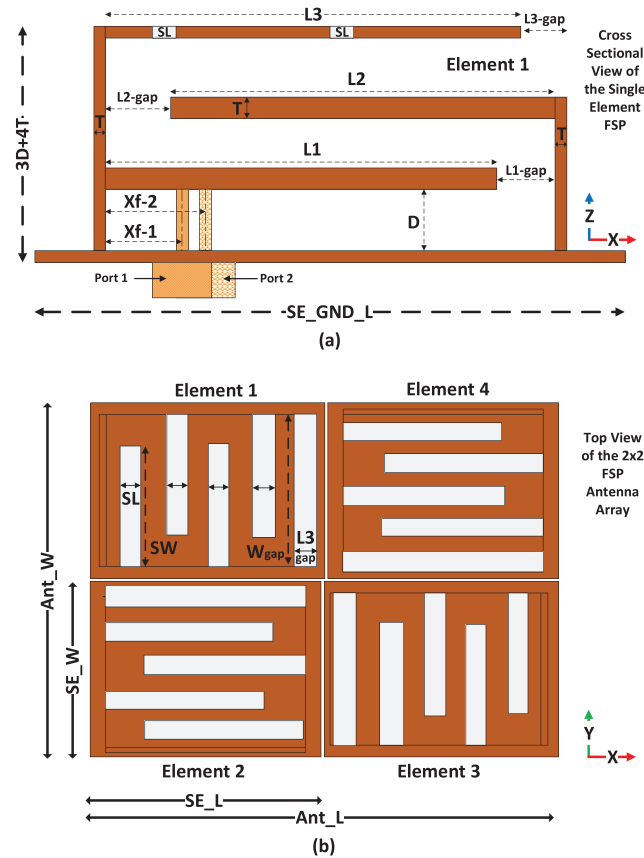 L3
L3-gap
SL
SL
Cross
Sectional
View of
the Single
Element
FSP
Element 1
L2
L2-gap
T
T
T
3D+4T
L1
L1-gap
Xf-2
Xf-1
D
Z
X
Port 1
Port 2
SE_GND_L
(a)
Element 1
Element 4
Top View
of the 2x2
FSP
Antenna
Array
SL
SW
Wgap
L3
gap
Ant_W
SE_W
Y
X
Element 2
Element 3
SE_L
Ant_L
(b)